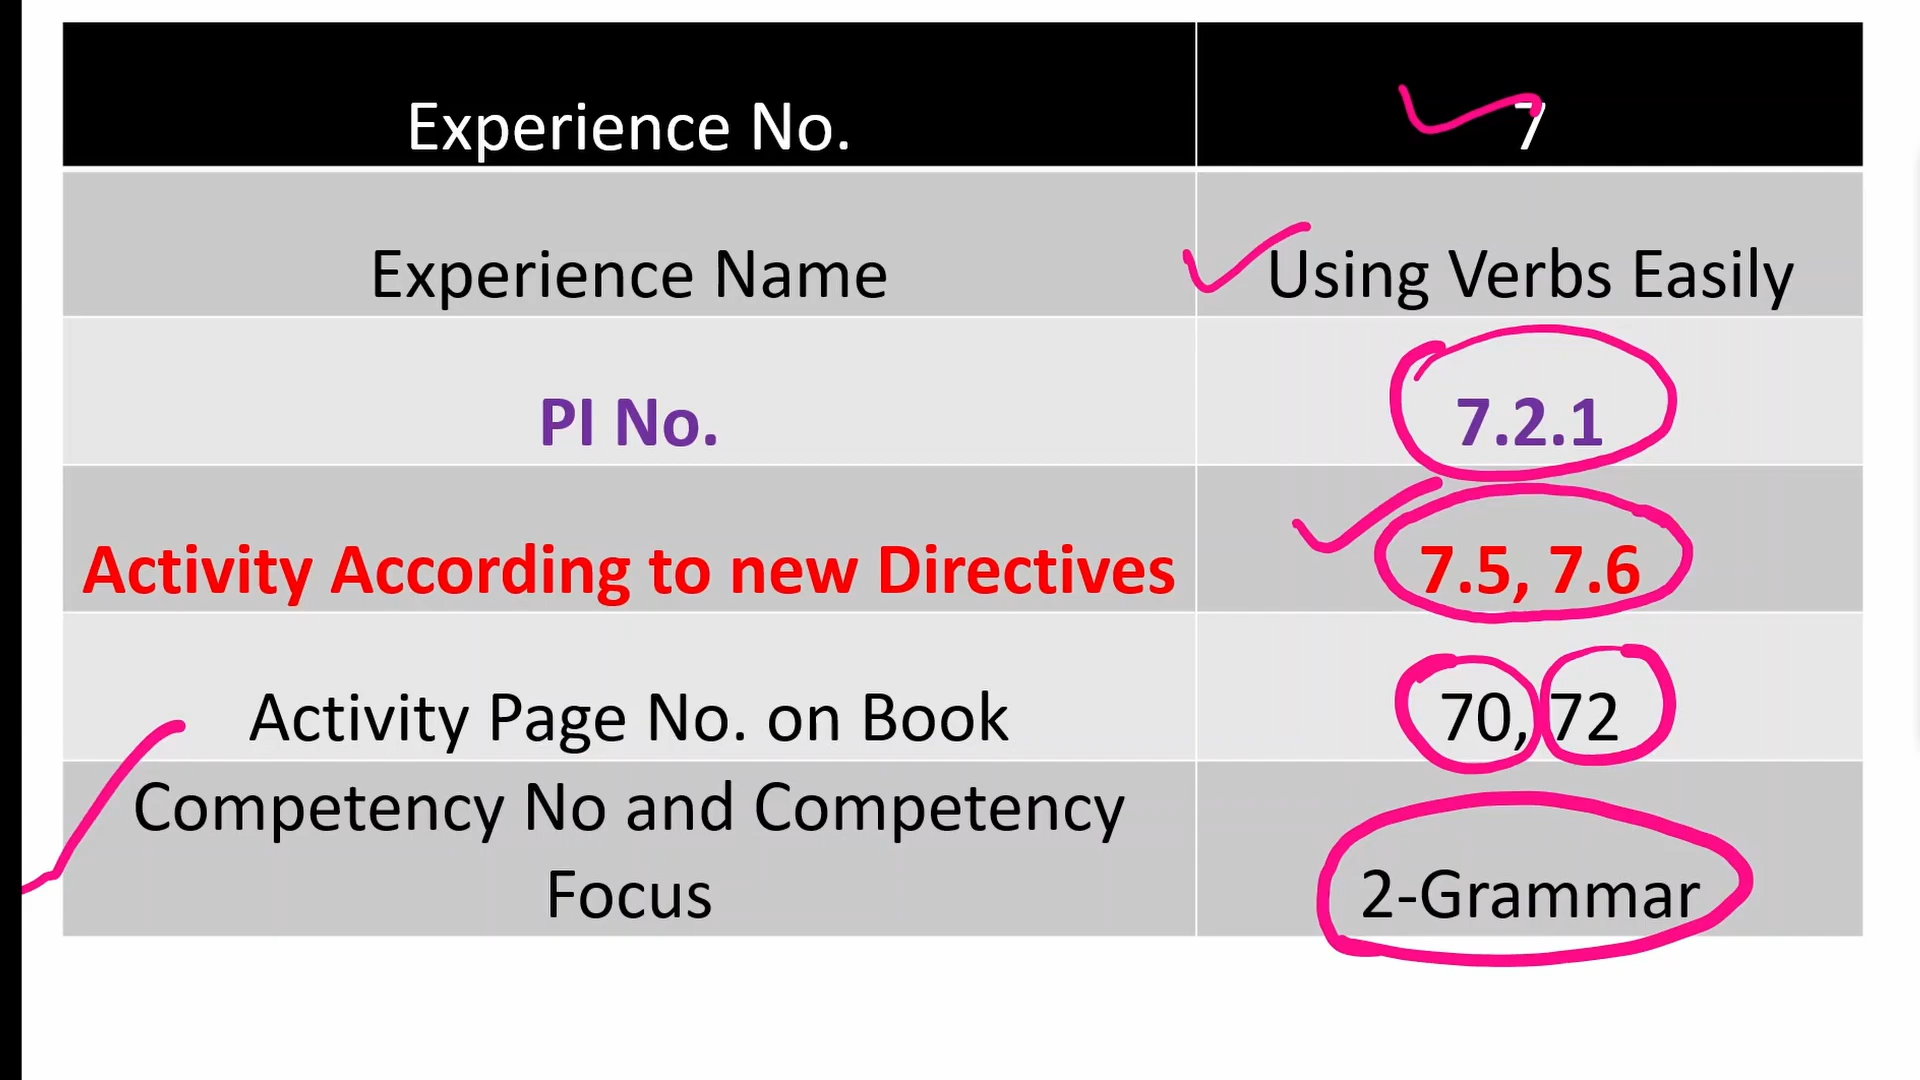 Experience No. 7
Experience Name Using Verbs Easily
PI No. 7.2.1
Activity According to new Directives 7.5, 7.6
Activity Page No. on Book 70, 72
Competency No and Competency
Focus 2-Grammar